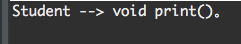 Student --> void print()。